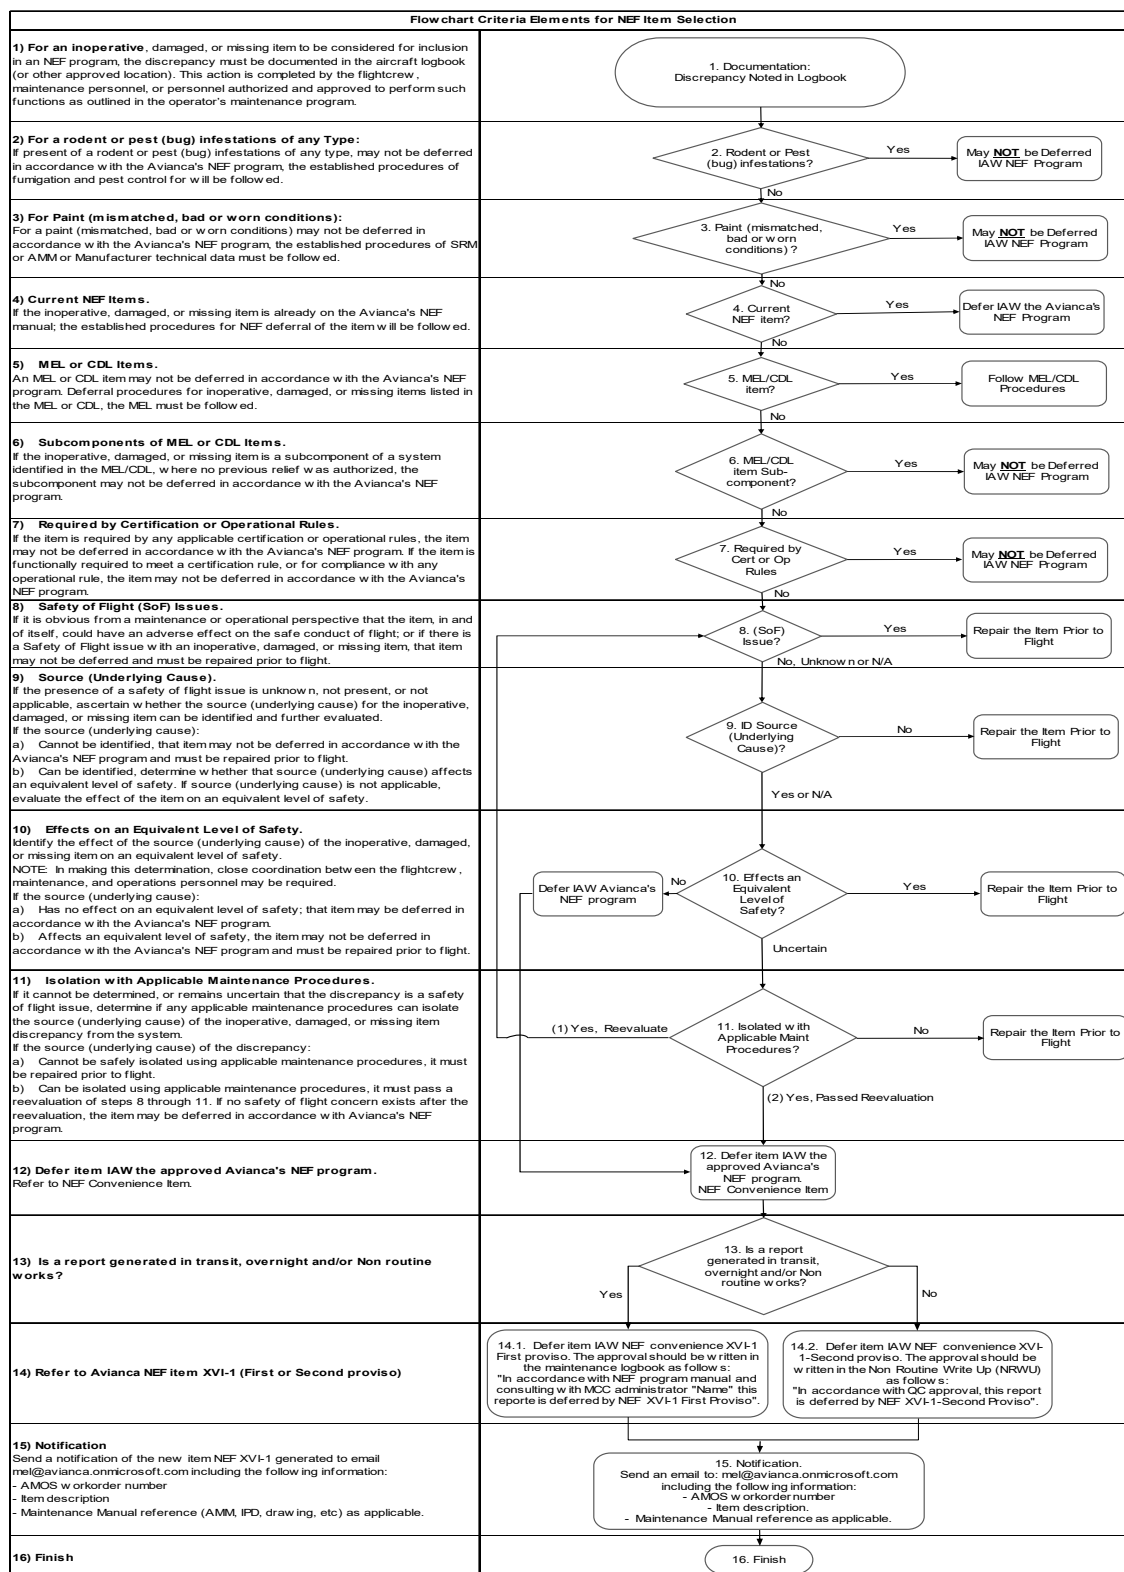 Flowchart Criteria Elements for NEF Item Selection
1) For an inoperative, damaged, or missing item to be considered for inclusion
in an NEF program, the discrepancy must be documented in the aircraft logbook
(or other approved location). This action is completed by the flightcrew,
maintenance personnel, or personnel authorized and approved to perform such
functions as outlined in the operator's maintenance program.
1. Documentation:
Discrepancy Noted in Logbook
2) For a rodent or pest (bug) infestations of any Type:
If present of a rodent or pest (bug) infestations of any type, may not be deferred
in accordance with the Avianca's NEF program, the established procedures of
fumigation and pest control for will be followed.
2. Rodent or Pest
(bug) infestations?
Yes
May NOT be Deferred
IAW NEF Program
No
3) For Paint (mismatched, bad or worn conditions):
For a paint (mismatched, bad or worn conditions) may not be deferred in
accordance with the Avianca's NEF program, the established procedures of SRM
or AMM or Manufacturer technical data must be followed.
3. Paint (mismatched,
bad or worn
conditions) ?
Yes
May NOT be Deferred
IAW NEF Program
No
4) Current NEF Items.
If the inoperative, damaged, or missing item is already on the Avianca's NEF
manual; the established procedures for NEF deferral of the item will be followed.
4. Current
NEF item?
Yes
Defer IAW the Avianca's
NEF Program
No
5) MEL or CDL Items.
An MEL or CDL item may not be deferred in accordance with the Avianca's NEF
program. Deferral procedures for inoperative, damaged, or missing items listed in
the MEL or CDL, the MEL must be followed.
5. MEL/CDL
item?
Yes
Follow MEL/CDL
Procedures
No
6) Subcomponents of MEL or CDL Items.
If the inoperative, damaged, or missing item is a subcomponent of a system
identified in the MEL/CDL, where no previous relief was authorized, the
subcomponent may not be deferred in accordance with the Avianca's NEF
program.
6. MEL/CDL
item Sub-
component?
Yes
May NOT be Deferred
IAW NEF Program
No
7) Required by Certification or Operational Rules.
If the item is required by any applicable certification or operational rules, the item
may not be deferred in accordance with the Avianca's NEF program. If the item is
functionally required to meet a certification rule, or for compliance with any
operational rule, the item may not be deferred in accordance with the Avianca's
NEF program.
7. Required by
Cert or Op
Rules
Yes
May NOT be Deferred
IAW NEF Program
No
8) Safety of Flight (SoF) Issues.
If it is obvious from a maintenance or operational perspective that the item, in and
of itself, could have an adverse effect on the safe conduct of flight; or if there is
a Safety of Flight issue with an inoperative, damaged, or missing item, that item
may not be deferred and must be repaired prior to flight.
8. (SoF)
Issue?
Yes
Repair the Item Prior to
Flight
No, Unknown or N/A
9) Source (Underlying Cause).
If the presence of a safety of flight issue is unknown, not present, or not
applicable, ascertain whether the source (underlying cause) for the inoperative,
damaged, or missing item can be identified and further evaluated.
If the source (underlying cause):
a) Cannot be identified, that item may not be deferred in accordance with the
Avianca's NEF program and must be repaired prior to flight.
b) Can be identified, determine whether that source (underlying cause) affects
an equivalent level of safety. If source (underlying cause) is not applicable,
evaluate the effect of the item on an equivalent level of safety.
9. ID Source
(Underlying
Cause)?
No
Repair the Item Prior to
Flight
Yes or N/A
10) Effects on an Equivalent Level of Safety.
Identify the effect of the source (underlying cause) of the inoperative, damaged,
or missing item on an equivalent level of safety.
NOTE: In making this determination, close coordination between the flightcrew,
maintenance, and operations personnel may be required.
If the source (underlying cause):
a) Has no effect on an equivalent level of safety; that item may be deferred in
accordance with the Avianca's NEF program.
b) Affects an equivalent level of safety, the item may not be deferred in
accordance with the Avianca's NEF program and must be repaired prior to flight.
Defer IAW Avianca's
NEF program
No
10. Effects an
Equivalent
Level of
Safety?
Yes
Repair the Item Prior to
Flight
Uncertain
11) Isolation with Applicable Maintenance Procedures.
If it cannot be determined, or remains uncertain that the discrepancy is a safety
of flight issue, determine if any applicable maintenance procedures can isolate
the source (underlying cause) of the inoperative, damaged, or missing item
discrepancy from the system.
If the source (underlying cause) of the discrepancy:
a) Cannot be safely isolated using applicable maintenance procedures, it must
be repaired prior to flight.
b) Can be isolated using applicable maintenance procedures, it must pass a
reevaluation of steps 8 through 11. If no safety of flight concern exists after the
reevaluation, the item may be deferred in accordance with Avianca's NEF
program.
(1) Yes, Reevaluate
11. Isolated with
Applicable Maint
Procedures?
No
Repair the Item Prior to
Flight
(2) Yes, Passed Reevaluation
12) Defer item IAW the approved Avianca's NEF program.
Refer to NEF Convenience Item.
12. Defer item IAW the
approved Avianca's
NEF program.
NEF Convenience Item
13) Is a report generated in transit, overnight and/or Non routine
works?
13. Is a report
generated in transit,
overnight and/or Non
routine works?
Yes
No
14) Refer to Avianca NEF item XVI-1 (First or Second proviso)
14.1. Defer item IAW NEF convenience XVI-1
First proviso. The approval should be written in
the maintenance logbook as follows:
"In accordance with NEF program manual and
consulting with MCC administrator "Name" this
reporte is deferred by NEF XVI-1 First Proviso".
14.2. Defer item IAW NEF convenience XVI-
1-Second proviso. The approval should be
written in the Non Routine Write Up (NRWU)
as follows:
"In accordance with QC approval, this report
is deferred by NEF XVI-1-Second Proviso".
15) Notification
Send a notification of the new item NEF XVI-1 generated to email
mel@avianca.onmicrosoft.com including the following information:
- AMOS workorder number
- Item description
- Maintenance Manual reference (AMM, IPD, drawing, etc) as applicable.
15. Notification.
Send an email to: mel@avianca.onmicrosoft.com
including the following information:
- AMOS workorder number
- Item description.
- Maintenance Manual reference as applicable.
16) Finish
16. Finish